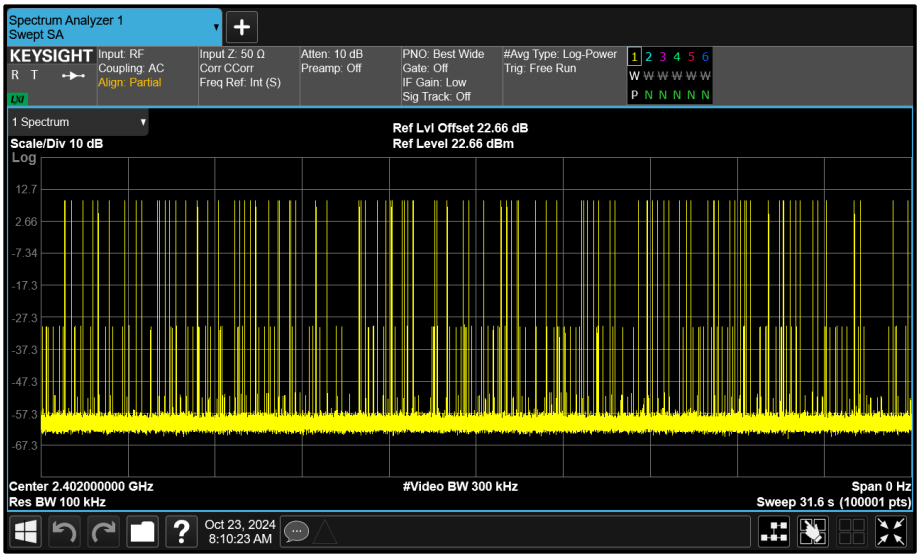 Spectrum Analyzer 1
Swept SA
+
KEYSIGHT
R T
LXI
Input: RF
Coupling: AC
Align: Partial
Input Z: 50 Ω
Corr CCorr
Freq Ref: Int (S)
Atten: 10 dB
Preamp: Off
PNO: Best Wide
Gate: Off
IF Gain: Low
Sig Track: Off
#Avg Type: Log-Power
Trig: Free Run
1 2 3 4 5 6
W W W W W W
P N N N N N
1 Spectrum
Scale/Div 10 dB
Ref Lvl Offset 22.66 dB
Ref Level 22.66 dBm
Log
12.7
2.66
-7.34
-17.3
-27.3
-37.3
-47.3
-57.3
-67.3
Center 2.402000000 GHz
#Video BW 300 kHz
Span 0 Hz
Res BW 100 kHz
Sweep 31.6 s (100001 pts)
?
Oct 23, 2024
8:10:23 AM